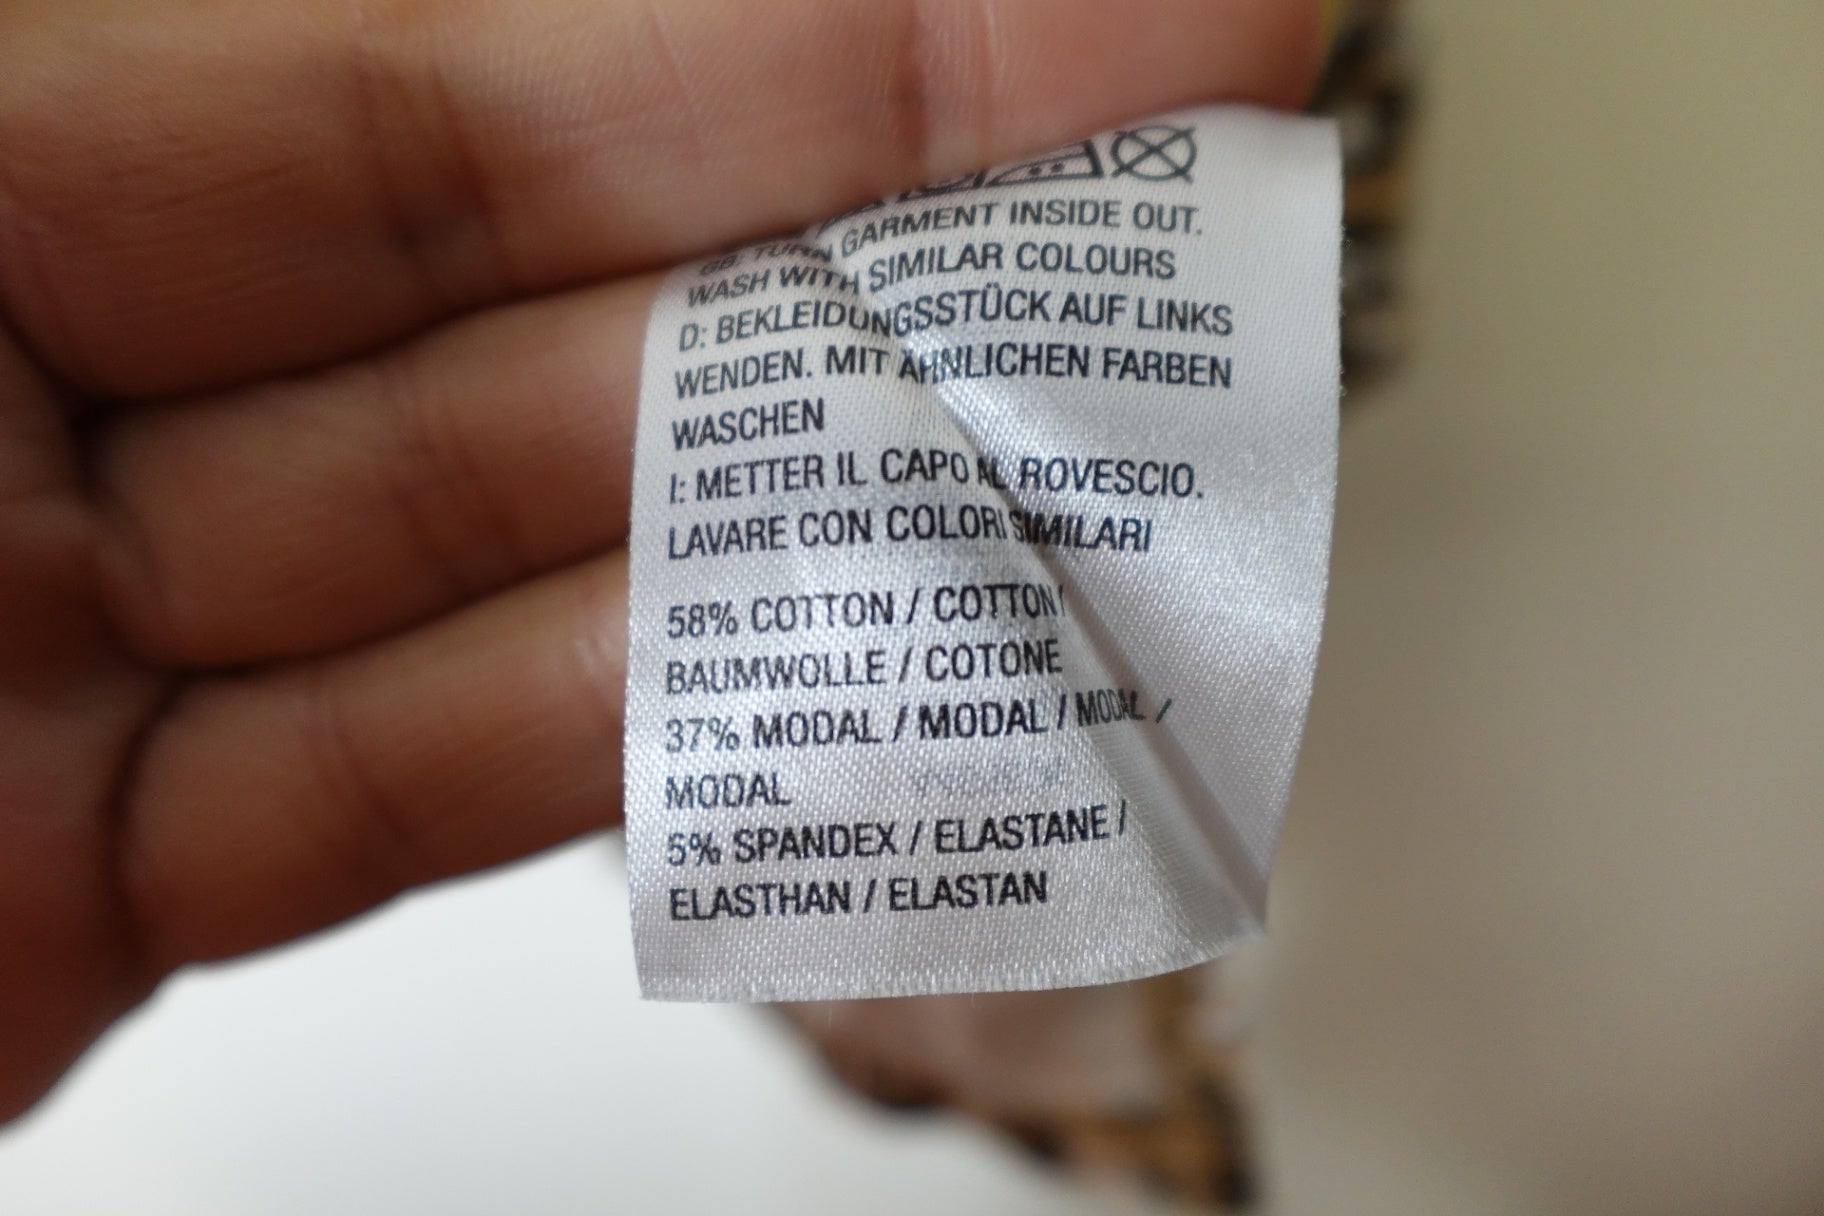 GB: TURN GARMENT INSIDE OUT.
WASH WITH SIMILAR COLOURS
D: BEKLEIDUNGSSTÜCK AUF LINKS
WENDEN. MIT ÄHNLICHEN FARBEN
WASCHEN
I: METTER IL CAPO AL ROVESCIO.
LAVARE CON COLORI SIMILARI
58% COTTON / COTTON /
BAUMWOLLE / COTONE
37% MODAL / MODAL / MODAL /
MODAL
5% SPANDEX / ELASTANE /
ELASTHAN / ELASTAN